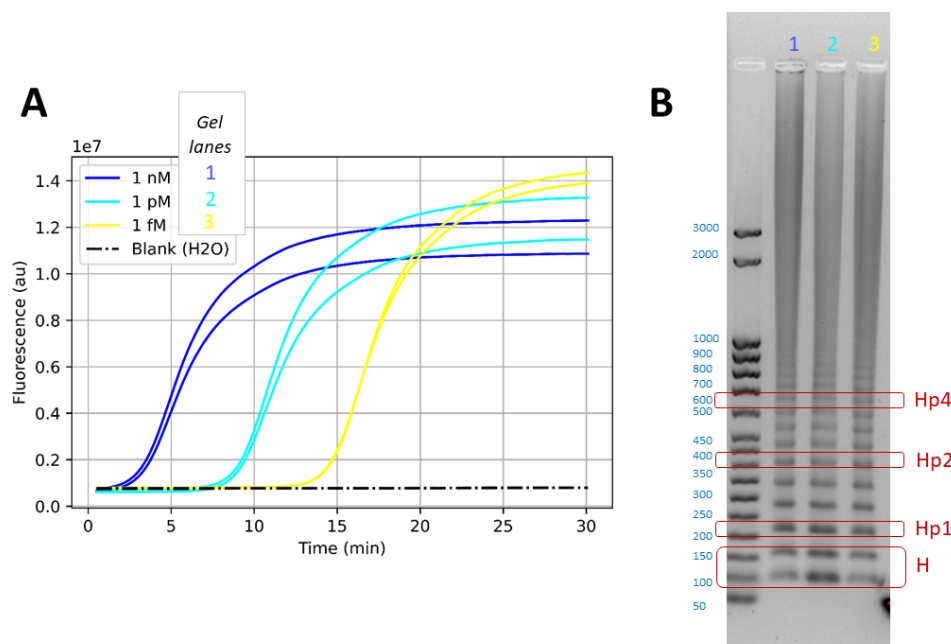 A
1e7
Gel
lanes
1 nM 1
1 pM 2
1 fM 3
Blank (H2O)
1.4
1.2
1.0
0.8
0.6
0.4
0.2
0.0
Fluorescence (au)
0 5 10 15 20 25 30
Time (min)
B
1 2 3
3000
2000
1000
900
800
700
600
500
450
400
350
300
250
200
150
100
50
Hp4
Hp2
Hp1
H